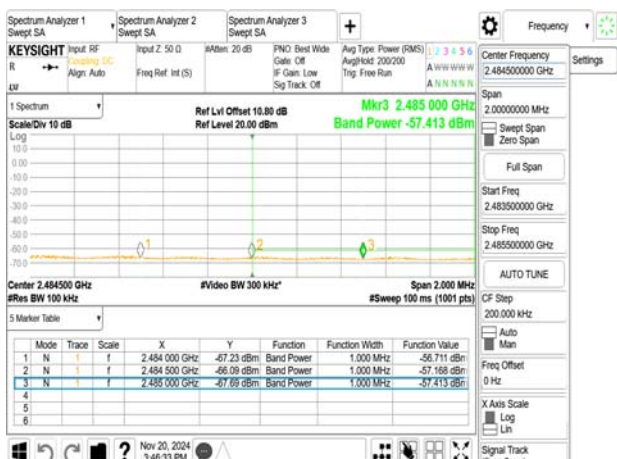 Spectrum Analyzer 1
Swept SA
Spectrum Analyzer 2
Swept SA
Spectrum Analyzer 3
Swept SA
+
Frequency
Settings
KEYSIGHT
R
Input: RF
Coupling: DC
Align: Auto
Input Z: 50 Ω
Freq Ref: Int (S)
#Atten: 20 dB
PNO: Best Wide
Gate: Off
IF Gain: Low
Sig Track: Off
Avg Type: Power (RMS)
Avg|Hold: 200/200
Trig: Free Run
1 2 3 4 5 6
A W W W W W
A N N N N N
1 Spectrum
Scale/Div 10 dB
Ref Lvl Offset 10.80 dB
Ref Level 20.00 dBm
Mkr3 2.485 000 GHz
Band Power -57.413 dBm
Log
10.0
0.00
-10.0
-20.0
-30.0
-40.0
-50.0
-60.0
-70.0
1
2
3
Center 2.484500 GHz
#Res BW 100 kHz
#Video BW 300 kHz*
Span 2.000 MHz
#Sweep 100 ms (1001 pts)
5 Marker Table
Mode Trace Scale X Y Function Function Width Function Value
1 N 1 f 2.484 000 GHz -67.23 dBm Band Power 1.000 MHz -56.711 dBm
2 N 1 f 2.484 500 GHz -66.09 dBm Band Power 1.000 MHz -57.168 dBm
3 N 1 f 2.485 000 GHz -67.69 dBm Band Power 1.000 MHz -57.413 dBm
4
5
6
?
Nov 20, 2024
3:46:33 PM
Center Frequency
2.484500000 GHz
Span
2.00000000 MHz
Swept Span
Zero Span
Full Span
Start Freq
2.483500000 GHz
Stop Freq
2.485500000 GHz
AUTO TUNE
CF Step
200.000 kHz
Auto
Man
Freq Offset
0 Hz
X Axis Scale
Log
Lin
Signal Track